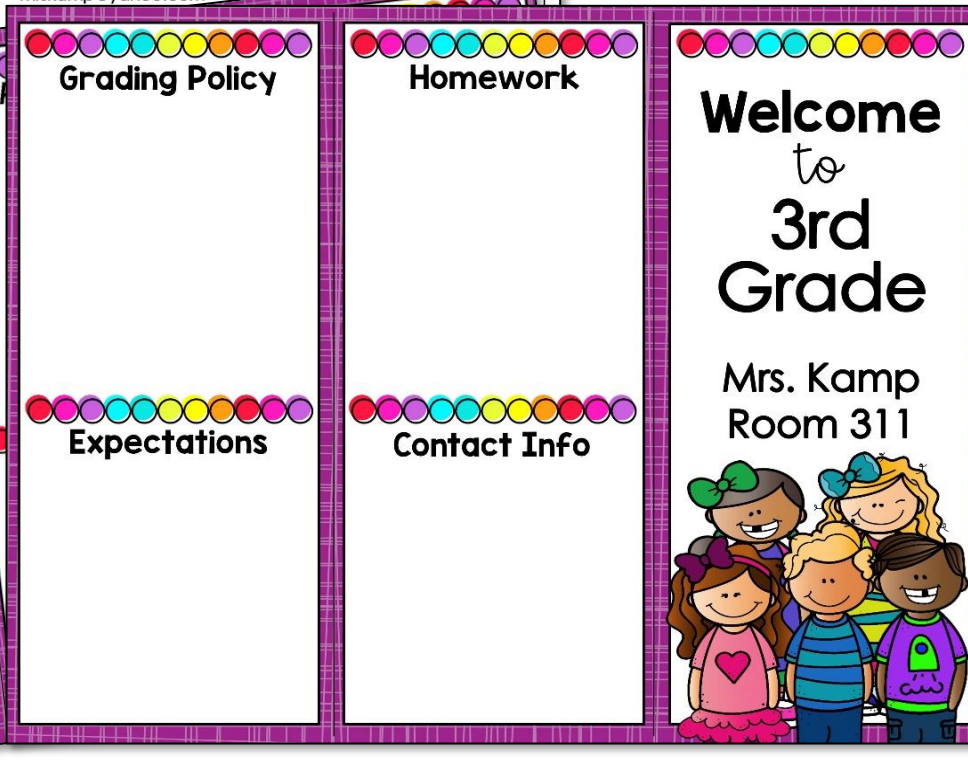 Grading Policy
Homework
Expectations
Contact Info
Welcome
to
3rd
Grade
Mrs. Kamp
Room 311